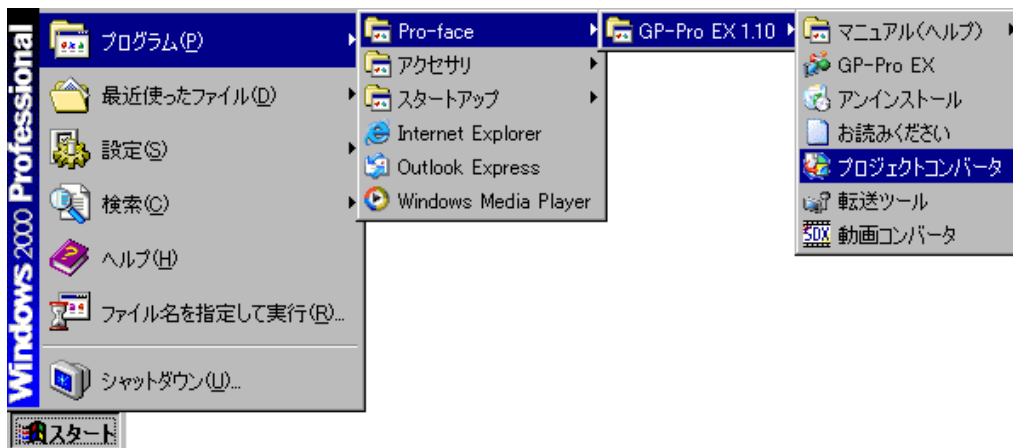 Windows 2000 Professional
プログラム(P)
最近使ったファイル(D)
設定(S)
検索(C)
ヘルプ(H)
ファイル名を指定して実行(R)...
シャットダウン(U)...
スタート
Pro-face
アクセサリ
スタートアップ
Internet Explorer
Outlook Express
Windows Media Player
GP-Pro EX 1.10
マニュアル(ヘルプ)
GP-Pro EX
アンインストール
お読みください
プロジェクトコンバータ
転送ツール
動画コンバータ
SDX